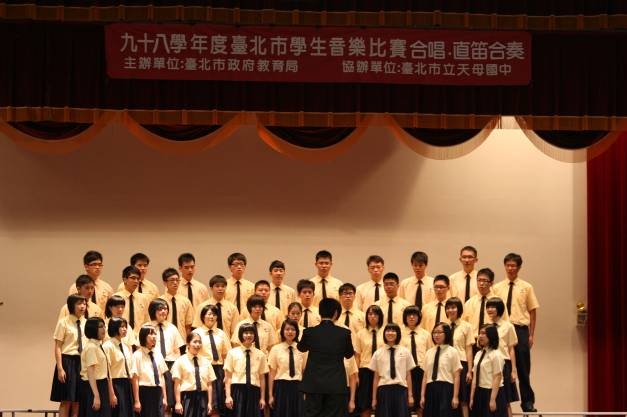 九十八學年度臺北市學生音樂比賽合唱.直笛合奏
主辦單位:臺北市政府教育局 協辦單位:臺北市立天母國中